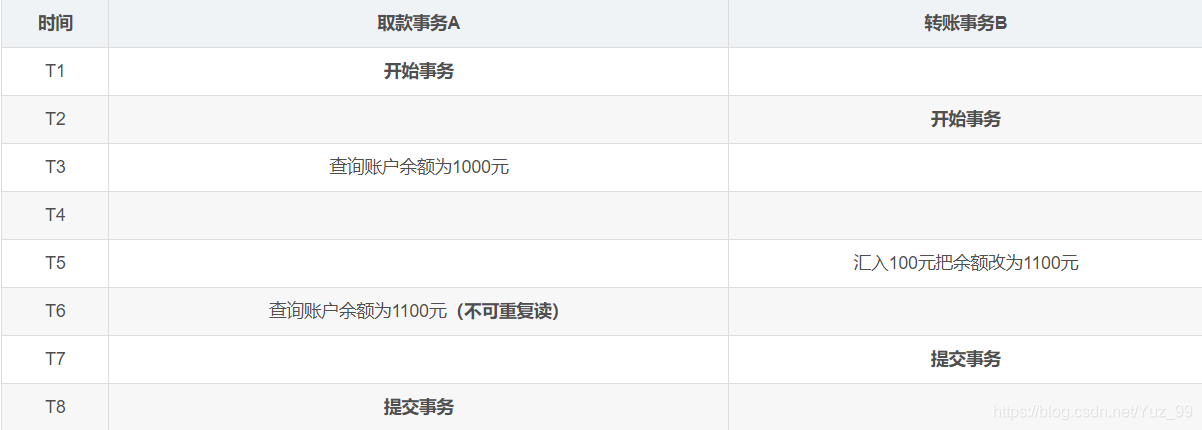 时间 取款事务A 转账事务B
T1 开始事务
T2 开始事务
T3 查询账户余额为1000元
T4
T5 汇入100元把余额改为1100元
T6 查询账户余额为1100元（不可重复读）
T7 提交事务
T8 提交事务
https://blog.csdn.net/Yuz_99